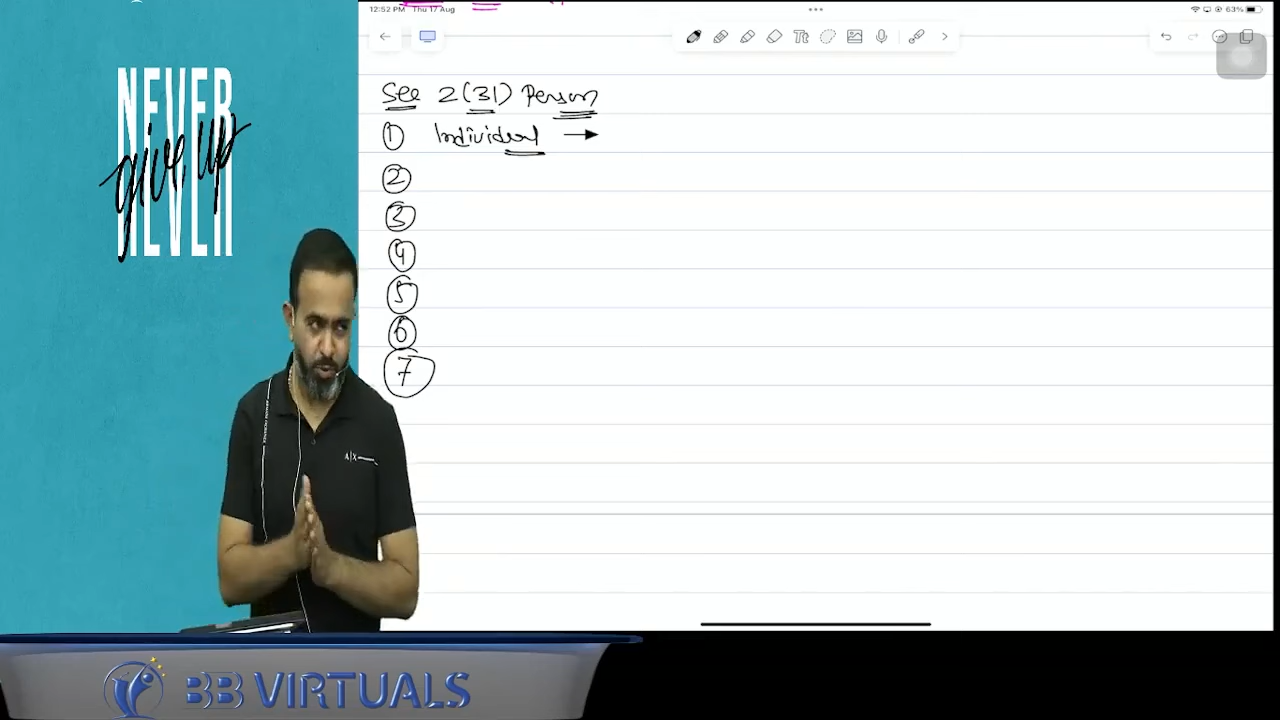 12:52 PM Thu 17 Aug
63%
NEVER
give up
NEVER
Tt
See 2(31) Person
① Individual →
②
③
④
⑤
⑥
⑦
A|X
BB VIRTUALS